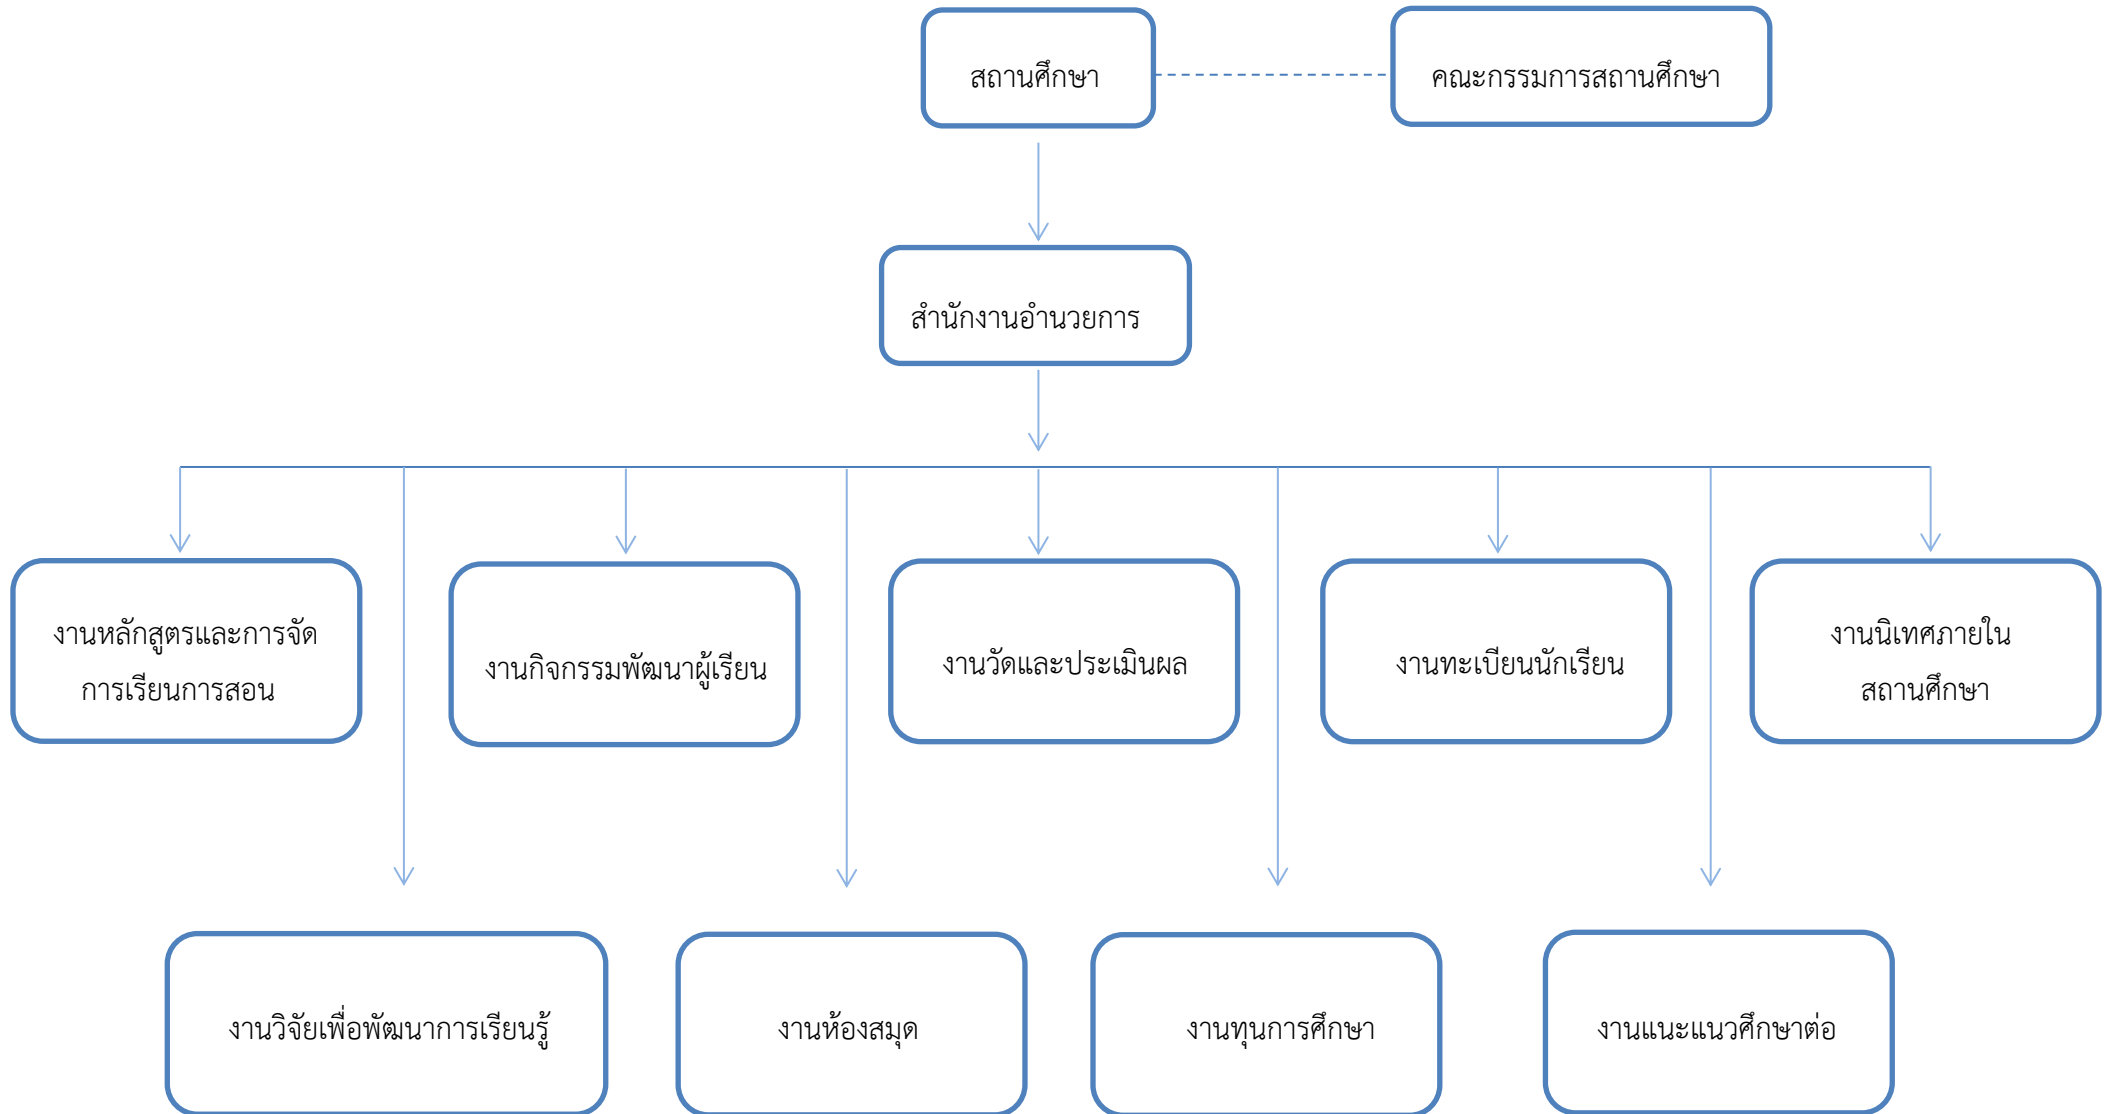 สถานศึกษา
คณะกรรมการสถานศึกษา
สำนักงานอำนวยการ
งานหลักสูตรและการจัด
การเรียนการสอน
งานกิจกรรมพัฒนาผู้เรียน
งานวัดและประเมินผล
งานทะเบียนนักเรียน
งานนิเทศภายใน
สถานศึกษา
งานวิจัยเพื่อพัฒนาการเรียนรู้
งานห้องสมุด
งานทุนการศึกษา
งานแนะแนวศึกษาต่อ